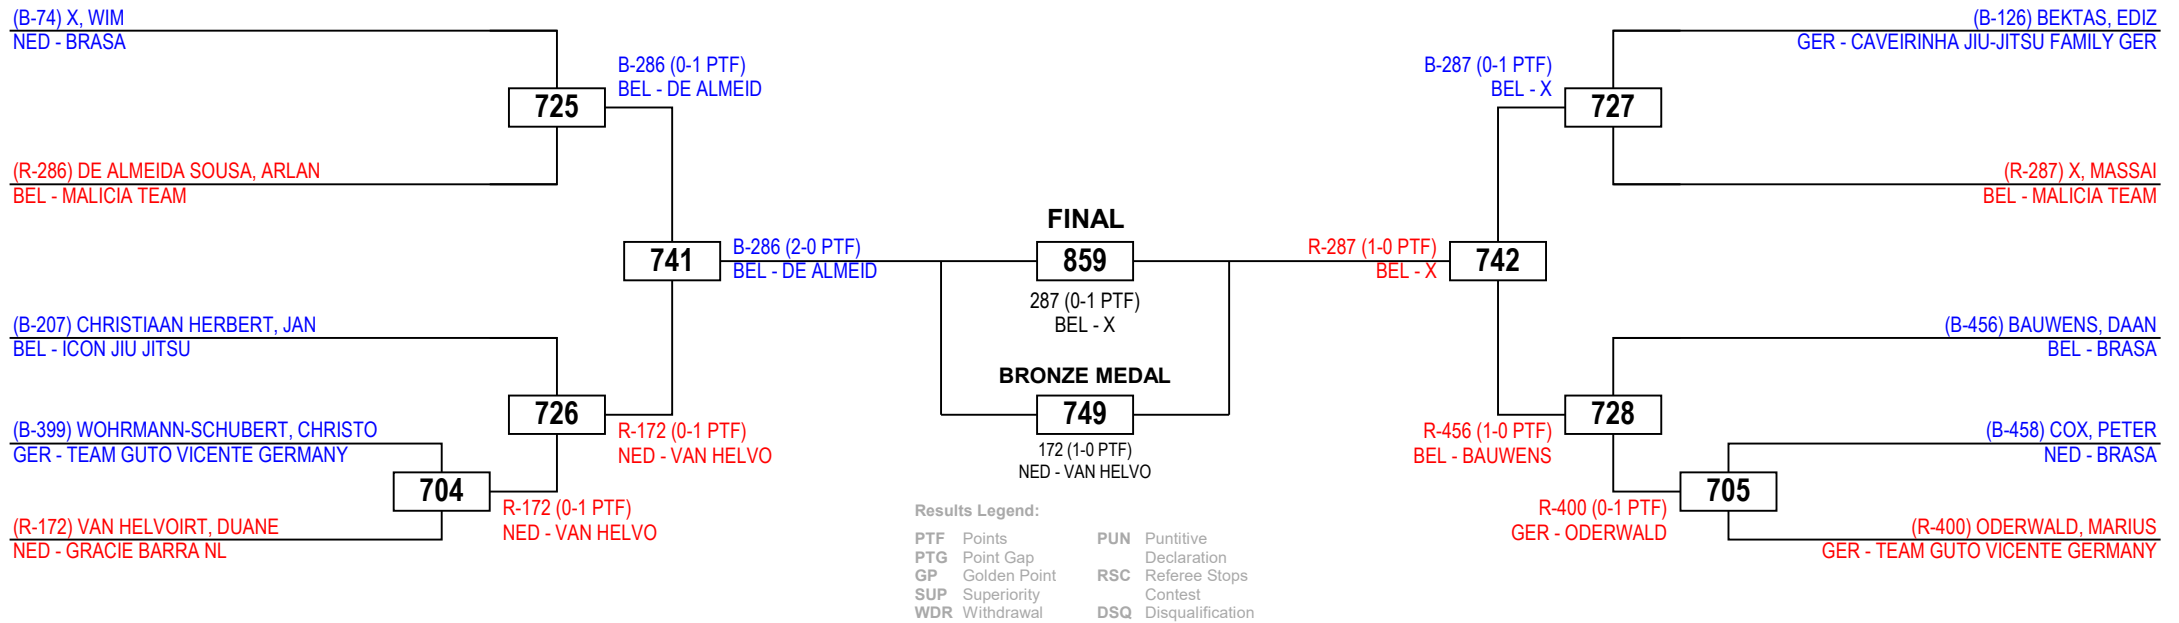 (B-74) X, WIM
NED - BRASA
B-286 (0-1 PTF)
BEL - DE ALMEID
725
(R-286) DE ALMEIDA SOUSA, ARLAN
BEL - MALICIA TEAM
741
B-286 (2-0 PTF)
BEL - DE ALMEID
(B-207) CHRISTIAAN HERBERT, JAN
BEL - ICON JIU JITSU
726
R-172 (0-1 PTF)
NED - VAN HELVO
(B-399) WOHRMANN-SCHUBERT, CHRISTO
GER - TEAM GUTO VICENTE GERMANY
704
R-172 (0-1 PTF)
NED - VAN HELVO
(R-172) VAN HELVOIRT, DUANE
NED - GRACIE BARRA NL
FINAL
859
287 (0-1 PTF)
BEL - X
BRONZE MEDAL
749
172 (1-0 PTF)
NED - VAN HELVO
(B-126) BEKTAS, EDIZ
GER - CAVEIRINHA JIU-JITSU FAMILY GER
B-287 (0-1 PTF)
BEL - X
727
(R-287) X, MASSAI
BEL - MALICIA TEAM
R-287 (1-0 PTF)
BEL - X
742
(B-456) BAUWENS, DAAN
BEL - BRASA
728
R-456 (1-0 PTF)
BEL - BAUWENS
(B-458) COX, PETER
NED - BRASA
705
R-400 (0-1 PTF)
GER - ODERWALD
(R-400) ODERWALD, MARIUS
GER - TEAM GUTO VICENTE GERMANY
Results Legend:
PTF Points
PTG Point Gap
GP Golden Point
SUP Superiority
WDR Withdrawal
PUN Puntitive
Declaration
RSC Referee Stops
Contest
DSQ Disqualification